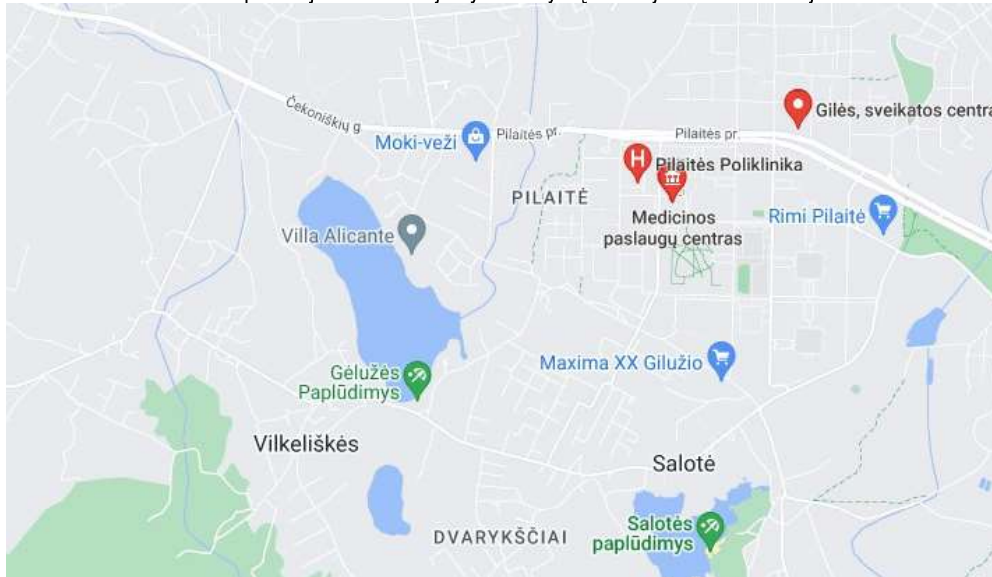 Čekoniškių g.
Pilaitės pr.
Pilaitės pr.
Gilės, sveikatos centra
Moki-veži
H
Pilaitės Poliklinika
PILAITĖ
Medicinos
paslaugų centras
Rimi Pilaitė
Villa Alicante
Gėlužės
Paplūdimys
Maxima XX Gilužio
Vilkeliškės
Salotė
Salotės
paplūdimys
DVARYKŠČIAI